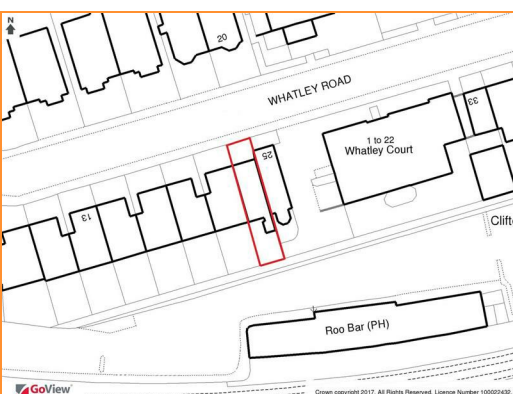 N
20
WHATLEY ROAD
33
1 to 22
Whatley Court
25
13
Clifto
Roo Bar (PH)
GoView
Crown copyright 2017. All Rights Reserved. Licence Number 100022432.